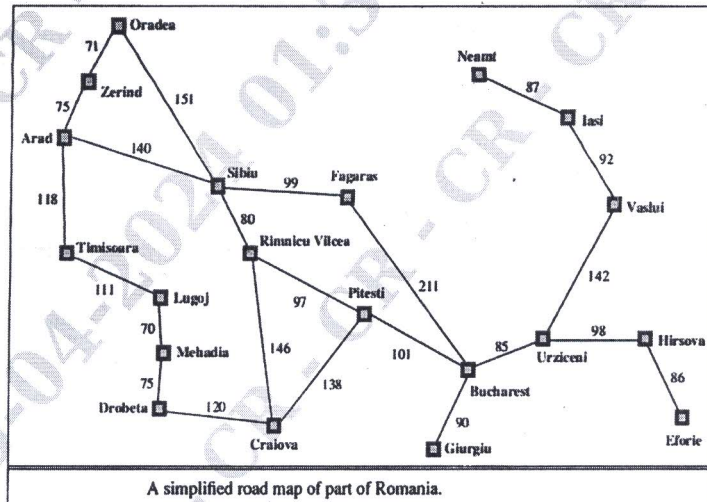 Oradea
71
Neamt
Zerind
87
151
75
Iasi
Arad
140
92
Sibiu
99
Fagaras
118
80
Vaslui
Timisoara
Rimnicu Vilcea
111
142
Lugoj
97
Pitesti
211
70
98
Hirsova
Mehadia
146
101
85
Urziceni
75
138
86
Bucharest
Drobeta
120
90
Craiova
Eforie
Giurgiu
A simplified road map of part of Romania.